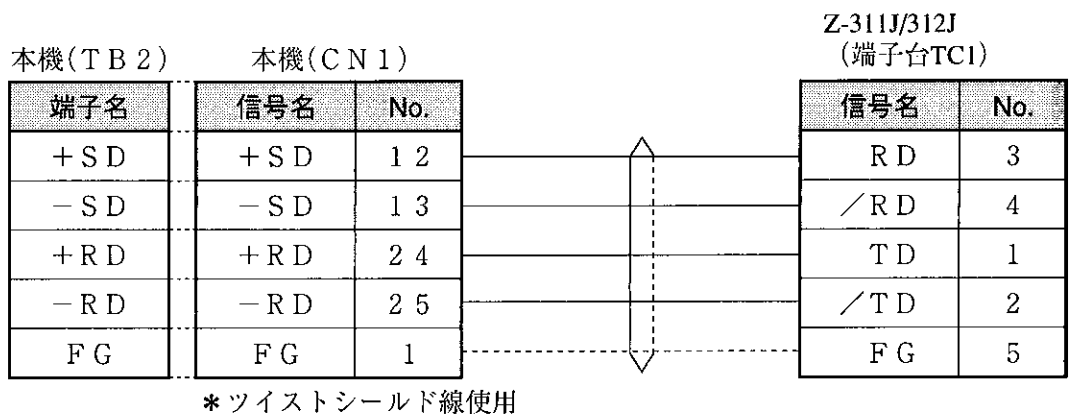 Z-311J/312J
本機(TB2) 本機(CN1) (端子台TC1)
端子名 信号名 No. 信号名 No.
+SD +SD 12 RD 3
-SD -SD 13 /RD 4
+RD +RD 24 TD 1
-RD -RD 25 /TD 2
FG FG 1 FG 5
*ツイストシールド線使用